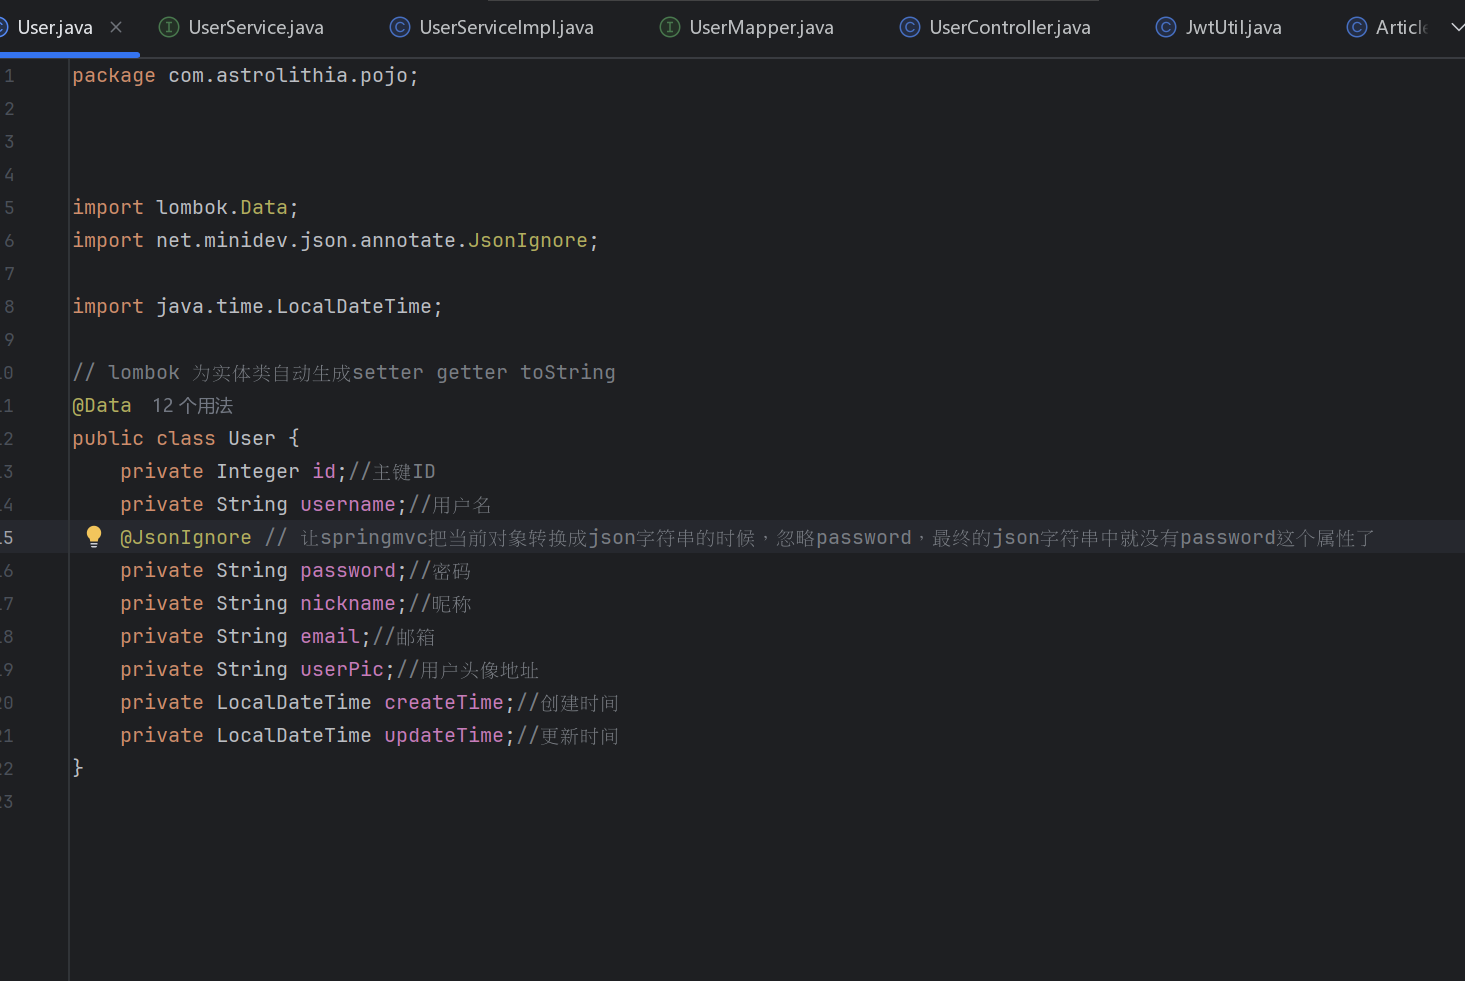 User.java UserService.java UserServiceImpl.java UserMapper.java UserController.java JwtUtil.java
1 package com.astrolithia.pojo;
2
3
4
5 import lombok.Data;
6 import net.minidev.json.annotate.JsonIgnore;
7
8 import java.time.LocalDateTime;
9
10 // lombok 为实体类自动生成setter getter toString
11 @Data 12 个用法
12 public class User {
13 private Integer id;//主键ID
14 private String username;//用户名
15 @JsonIgnore // 让springmvc把当前对象转换成json字符串的时候，忽略password，最终的json字符串中就没有password这个属性了
16 private String password;//密码
17 private String nickname;//昵称
18 private String email;//邮箱
19 private String userPic;//用户头像地址
20 private LocalDateTime createTime;//创建时间
21 private LocalDateTime updateTime;//更新时间
22 }
23